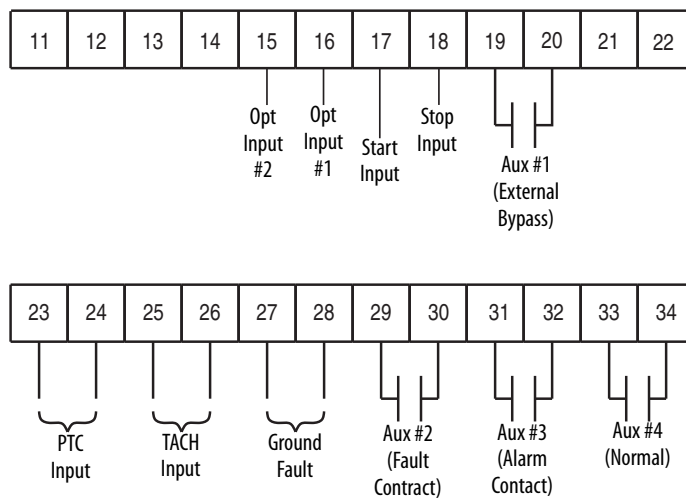 11 12 13 14 15 16 17 18 19 20 21 22
Opt
Input
#2
Opt
Input
#1
Start
Input
Stop
Input
Aux #1
(External
Bypass)
23 24 25 26 27 28 29 30 31 32 33 34
PTC
Input
TACH
Input
Ground
Fault
Aux #2
(Fault
Contract)
Aux #3
(Alarm
Contact)
Aux #4
(Normal)